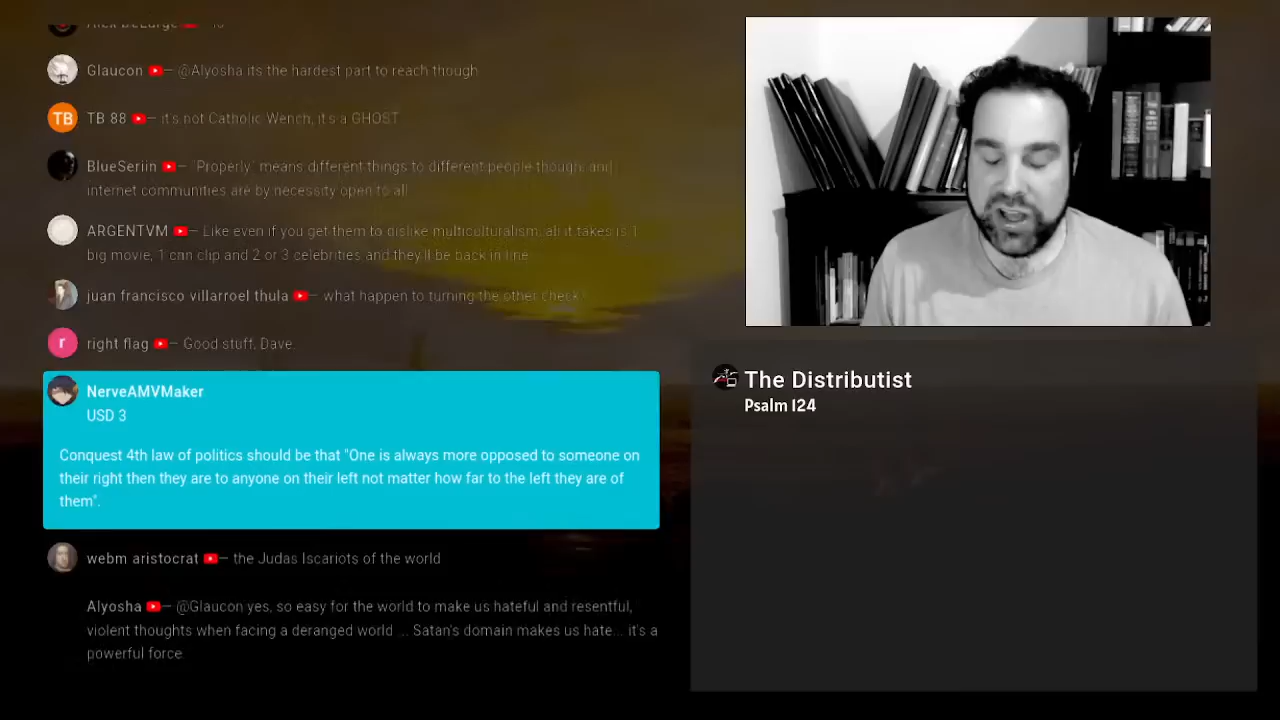 Glaucon — @Alyosha its the hardest part to reach though
TB
TB 88 — it's not Catholic Wench, it's a GHOST
BlueSeriin — 'Properly' means different things to different people though, and
internet communities are by necessity open to all
ARGENTVM — Like even if you get them to dislike multiculturalism, all it takes is 1
big movie, 1 can clip and 2 or 3 celebrities and they'll be back in line
juan francisco villarroel thula — what happen to turning the other check?
r
right flag — Good stuff, Dave.
NerveAMVMaker
USD 3
Conquest 4th law of politics should be that "One is always more opposed to someone on
their right then they are to anyone on their left not matter how far to the left they are of
them".
webm aristocrat — the Judas Iscariots of the world
Alyosha — @Glaucon yes, so easy for the world to make us hateful and resentful,
violent thoughts when facing a deranged world ... Satan's domain makes us hate... it's a
powerful force
The Distributist
Psalm 124